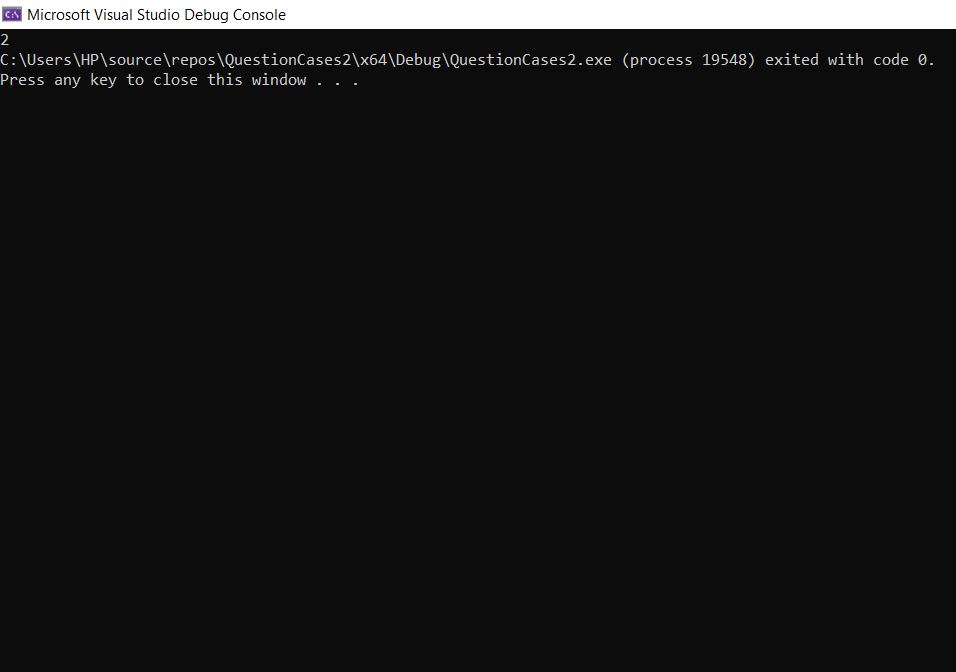 Microsoft Visual Studio Debug Console
2
C:\Users\HP\source\repos\QuestionCases2\x64\Debug\QuestionCases2.exe (process 19548) exited with code 0.
Press any key to close this window . . .